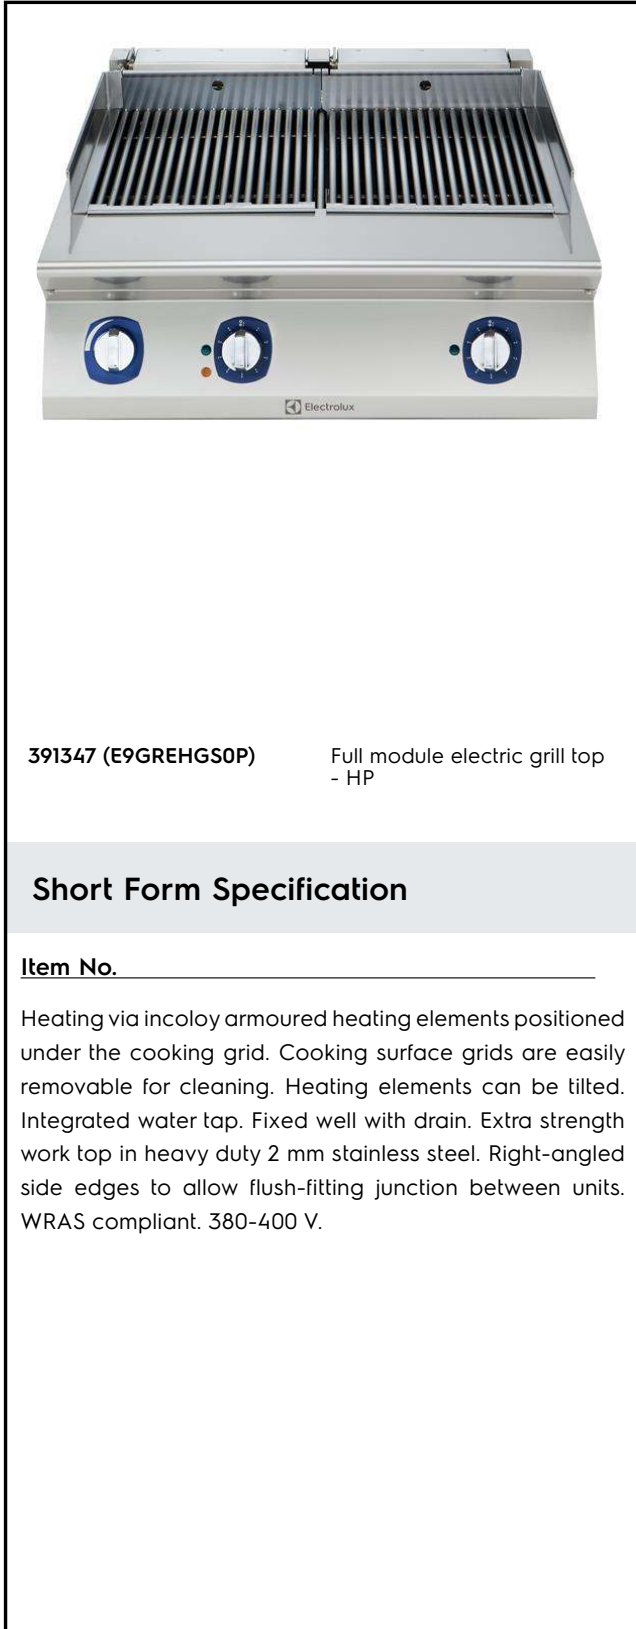 Electrolux
391347 (E9GREHGS0P)
Full module electric grill top
- HP
Short Form Specification
Item No.
Heating via incoloy armoured heating elements positioned
under the cooking grid. Cooking surface grids are easily
removable for cleaning. Heating elements can be tilted.
Integrated water tap. Fixed well with drain. Extra strength
work top in heavy duty 2 mm stainless steel. Right-angled
side edges to allow flush-fitting junction between units.
WRAS compliant. 380-400 V.